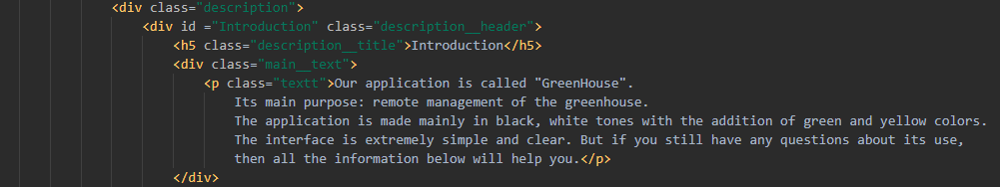 <div class="description">
<div id ="Introduction" class="description__header">
<h5 class="description__title">Introduction</h5>
<div class="main__text">
<p class="textt">Our application is called "GreenHouse".
Its main purpose: remote management of the greenhouse.
The application is made mainly in black, white tones with the addition of green and yellow colors.
The interface is extremely simple and clear. But if you still have any questions about its use,
then all the information below will help you.</p>
</div>